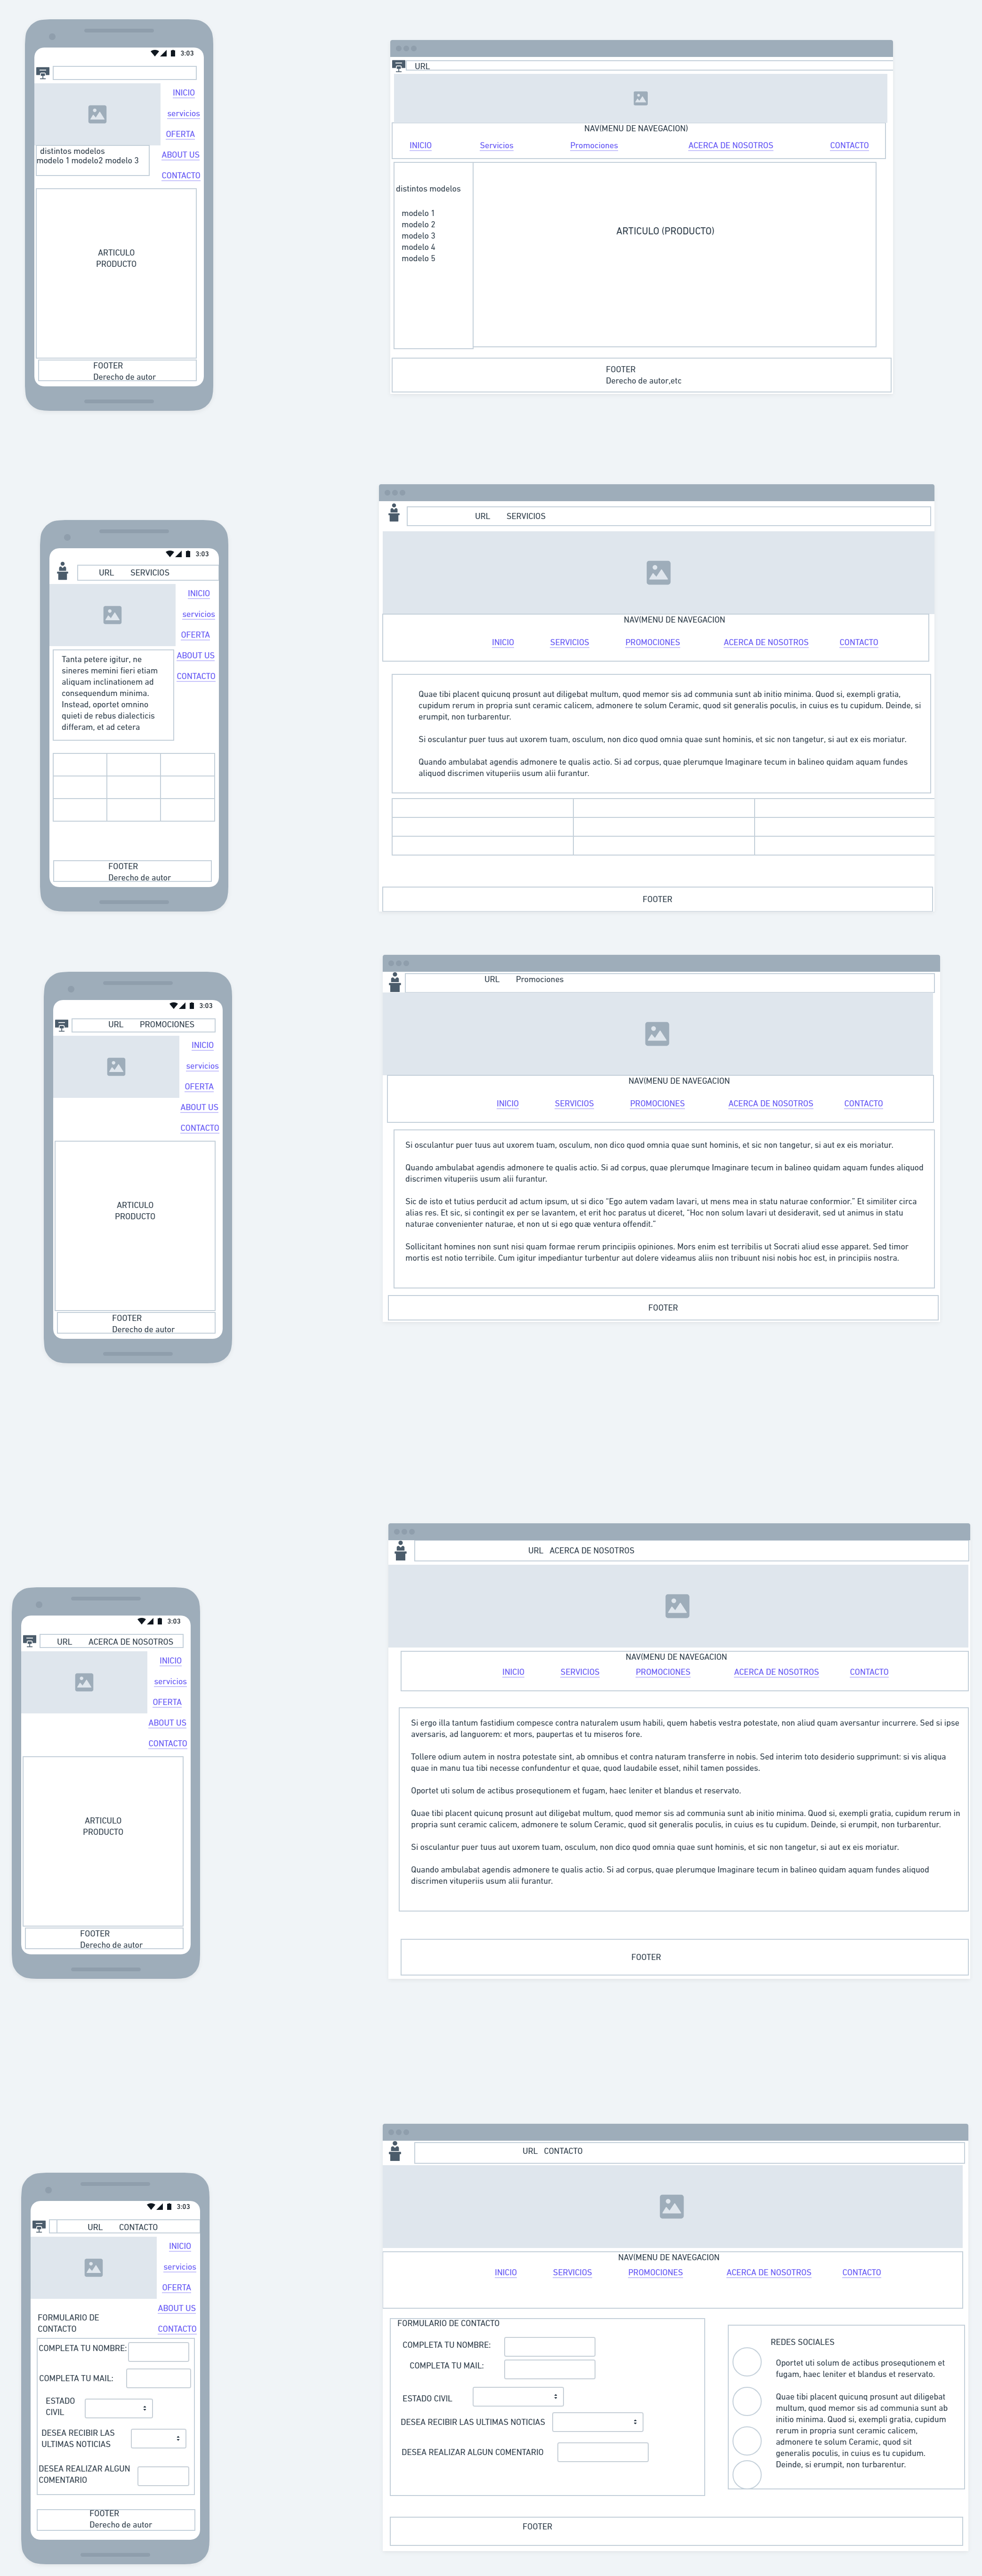 3:03
INICIO
servicios
OFERTA
distintos modelos
modelo 1 modelo2 modelo 3
ABOUT US
CONTACTO
ARTICULO
PRODUCTO
FOOTER
Derecho de autor
URL
NAV(MENU DE NAVEGACION)
INICIO Servicios Promociones ACERCA DE NOSOTROS CONTACTO
distintos modelos
modelo 1
modelo 2
modelo 3
modelo 4
modelo 5
ARTICULO (PRODUCTO)
FOOTER
Derecho de autor,etc
3:03
URL SERVICIOS
INICIO
servicios
OFERTA
ABOUT US
CONTACTO
Tanta petere igitur, ne
sineres memini fieri etiam
aliquam inclinationem ad
consequendum minima.
Instead, oportet omnino
quieti de rebus dialecticis
differam, et ad cetera
FOOTER
Derecho de autor
URL SERVICIOS
NAV(MENU DE NAVEGACION
INICIO SERVICIOS PROMOCIONES ACERCA DE NOSOTROS CONTACTO
Quae tibi placent quicunq prosunt aut diligebat multum, quod memor sis ad communia sunt ab initio minima. Quod si, exempli gratia,
cupidum rerum in propria sunt ceramic calicem, admonere te solum Ceramic, quod sit generalis poculis, in cuius es tu cupidum. Deinde, si
erumpit, non turbarentur.
Si osculantur puer tuus aut uxorem tuam, osculum, non dico quod omnia quae sunt hominis, et sic non tangetur, si aut ex eis moriatur.
Quando ambulabat agendis admonere te qualis actio. Si ad corpus, quae plerumque Imaginare tecum in balineo quidam aquam fundes
aliquod discrimen vituperiis usum alii furantur.
FOOTER
3:03
URL PROMOCIONES
INICIO
servicios
OFERTA
ABOUT US
CONTACTO
ARTICULO
PRODUCTO
FOOTER
Derecho de autor
URL Promociones
NAV(MENU DE NAVEGACION
INICIO SERVICIOS PROMOCIONES ACERCA DE NOSOTROS CONTACTO
Si osculantur puer tuus aut uxorem tuam, osculum, non dico quod omnia quae sunt hominis, et sic non tangetur, si aut ex eis moriatur.
Quando ambulabat agendis admonere te qualis actio. Si ad corpus, quae plerumque Imaginare tecum in balineo quidam aquam fundes aliquod
discrimen vituperiis usum alii furantur.
Sic de isto et tutius perducit ad actum ipsum, ut si dico "Ego autem vadam lavari, ut mens mea in statu naturae conformior." Et similiter circa
alias res. Et sic, si contingit ex per se lavantem, et erit hoc paratus ut diceret, "Hoc non solum lavari ut desideravit, sed ut animus in statu
naturae convenienter naturae, et non ut si ego quæ ventura offendit."
Sollicitant homines non sunt nisi quam formae rerum principiis opiniones. Mors enim est terribilis ut Socrati aliud esse apparet. Sed timor
mortis est notio terribile. Cum igitur impediantur turbentur aut dolere videamus aliis non tribuunt nisi nobis hoc est, in principiis nostra.
FOOTER
3:03
URL ACERCA DE NOSOTROS
INICIO
servicios
OFERTA
ABOUT US
CONTACTO
ARTICULO
PRODUCTO
FOOTER
Derecho de autor
URL ACERCA DE NOSOTROS
NAV(MENU DE NAVEGACION
INICIO SERVICIOS PROMOCIONES ACERCA DE NOSOTROS CONTACTO
Si ergo illa tantum fastidium compesce contra naturalem usum habili, quem habetis vestra potestate, non aliud quam aversantur incurrere. Sed si ipse
aversaris, ad languorem: et mors, paupertas et tu miseros fore.
Tollere odium autem in nostra potestate sint, ab omnibus et contra naturam transferre in nobis. Sed interim toto desiderio supprimunt: si vis aliqua
quae in manu tua tibi necesse confundentur et quae, quod laudabile esset, nihil tamen possides.
Oportet uti solum de actibus prosequtionem et fugam, haec leniter et blandus et reservato.
Quae tibi placent quicunq prosunt aut diligebat multum, quod memor sis ad communia sunt ab initio minima. Quod si, exempli gratia, cupidum rerum in
propria sunt ceramic calicem, admonere te solum Ceramic, quod sit generalis poculis, in cuius es tu cupidum. Deinde, si erumpit, non turbarentur.
Si osculantur puer tuus aut uxorem tuam, osculum, non dico quod omnia quae sunt hominis, et sic non tangetur, si aut ex eis moriatur.
Quando ambulabat agendis admonere te qualis actio. Si ad corpus, quae plerumque Imaginare tecum in balineo quidam aquam fundes aliquod
discrimen vituperiis usum alii furantur.
FOOTER
3:03
URL CONTACTO
INICIO
servicios
OFERTA
ABOUT US
CONTACTO
FORMULARIO DE
CONTACTO
COMPLETA TU NOMBRE:
COMPLETA TU MAIL:
ESTADO
CIVIL
DESEA RECIBIR LAS
ULTIMAS NOTICIAS
DESEA REALIZAR ALGUN
COMENTARIO
FOOTER
Derecho de autor
URL CONTACTO
NAV(MENU DE NAVEGACION
INICIO SERVICIOS PROMOCIONES ACERCA DE NOSOTROS CONTACTO
FORMULARIO DE CONTACTO
COMPLETA TU NOMBRE:
COMPLETA TU MAIL:
ESTADO CIVIL
DESEA RECIBIR LAS ULTIMAS NOTICIAS
DESEA REALIZAR ALGUN COMENTARIO
REDES SOCIALES
Oportet uti solum de actibus prosequtionem et
fugam, haec leniter et blandus et reservato.
Quae tibi placent quicunq prosunt aut diligebat
multum, quod memor sis ad communia sunt ab
initio minima. Quod si, exempli gratia, cupidum
rerum in propria sunt ceramic calicem,
admonere te solum Ceramic, quod sit
generalis poculis, in cuius es tu cupidum.
Deinde, si erumpit, non turbarentur.
FOOTER